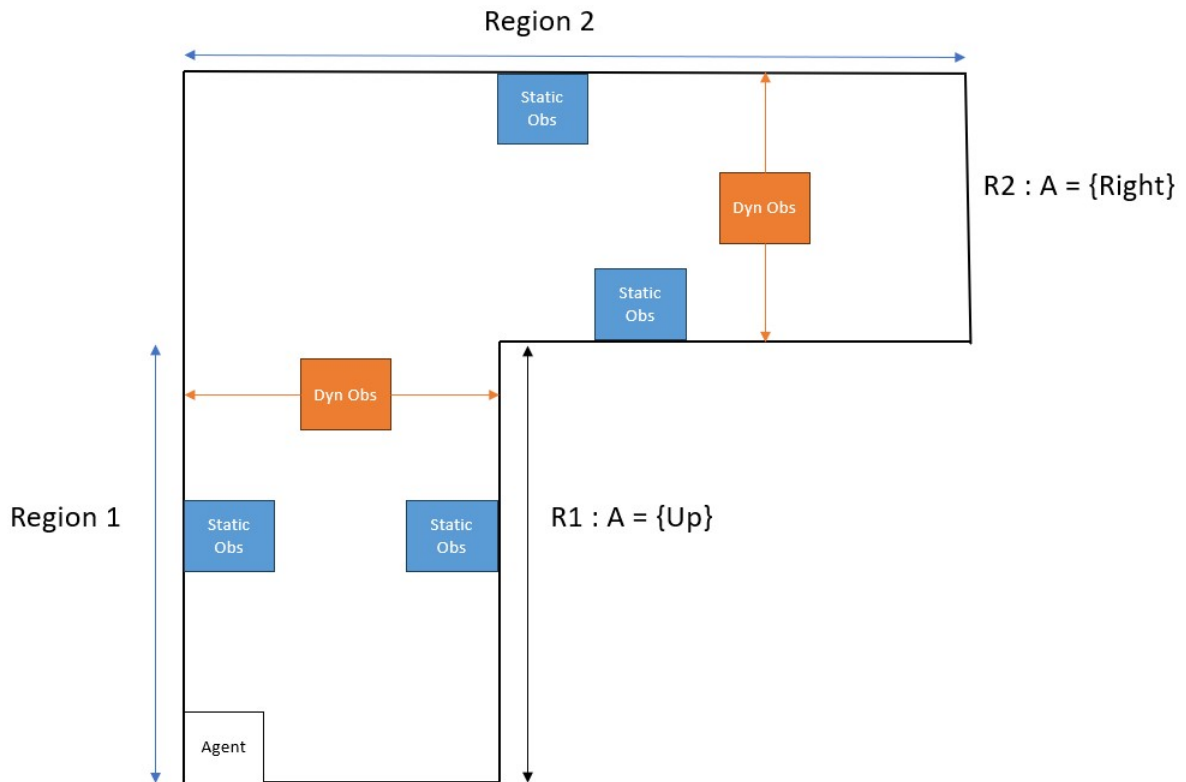 Region 2
Static
Obs
R2 : A = {Right}
Dyn Obs
Static
Obs
Dyn Obs
Region 1
Static
Obs
Static
Obs
R1 : A = {Up}
Agent